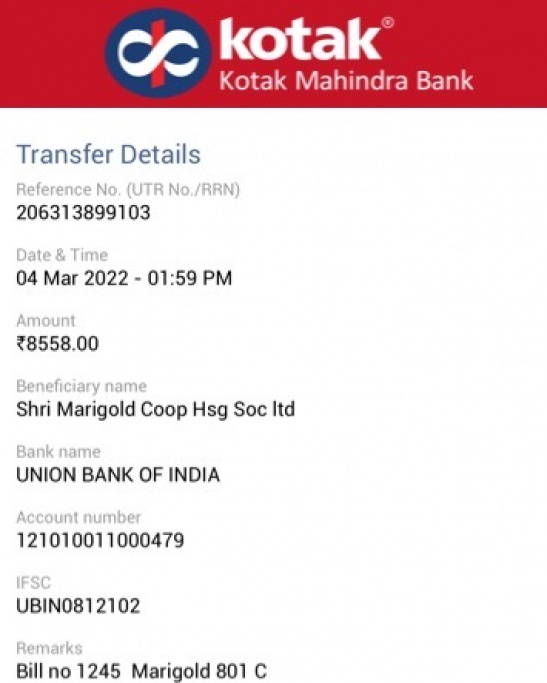 kotak®
Kotak Mahindra Bank
Transfer Details
Reference No. (UTR No./RRN)
206313899103
Date & Time
04 Mar 2022 - 01:59 PM
Amount
₹8558.00
Beneficiary name
Shri Marigold Coop Hsg Soc ltd
Bank name
UNION BANK OF INDIA
Account number
121010011000479
IFSC
UBIN0812102
Remarks
Bill no 1245  Marigold 801 C